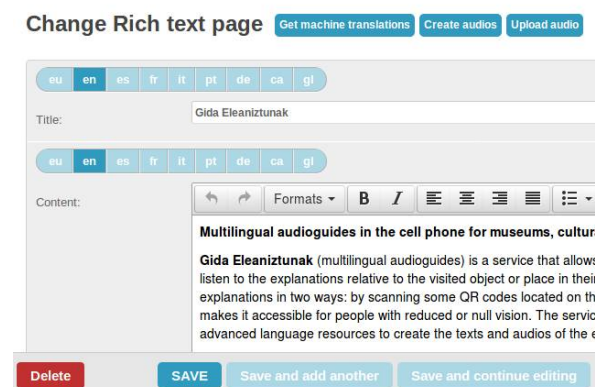 Change Rich text page Get machine translations Create audios Upload audio
eu en es fr it pt de ca gl
Title: Gida Eleaniztunak
eu en es fr it pt de ca gl
Content: Formats B I
Multilingual audioguides in the cell phone for museums, cultur
Gida Eleaniztunak (multilingual audioguides) is a service that allows
listen to the explanations relative to the visited object or place in their
explanations in two ways: by scanning some QR codes located on th
makes it accessible for people with reduced or null vision. The servic
advanced language resources to create the texts and audios of the e
Delete SAVE Save and add another Save and continue editing